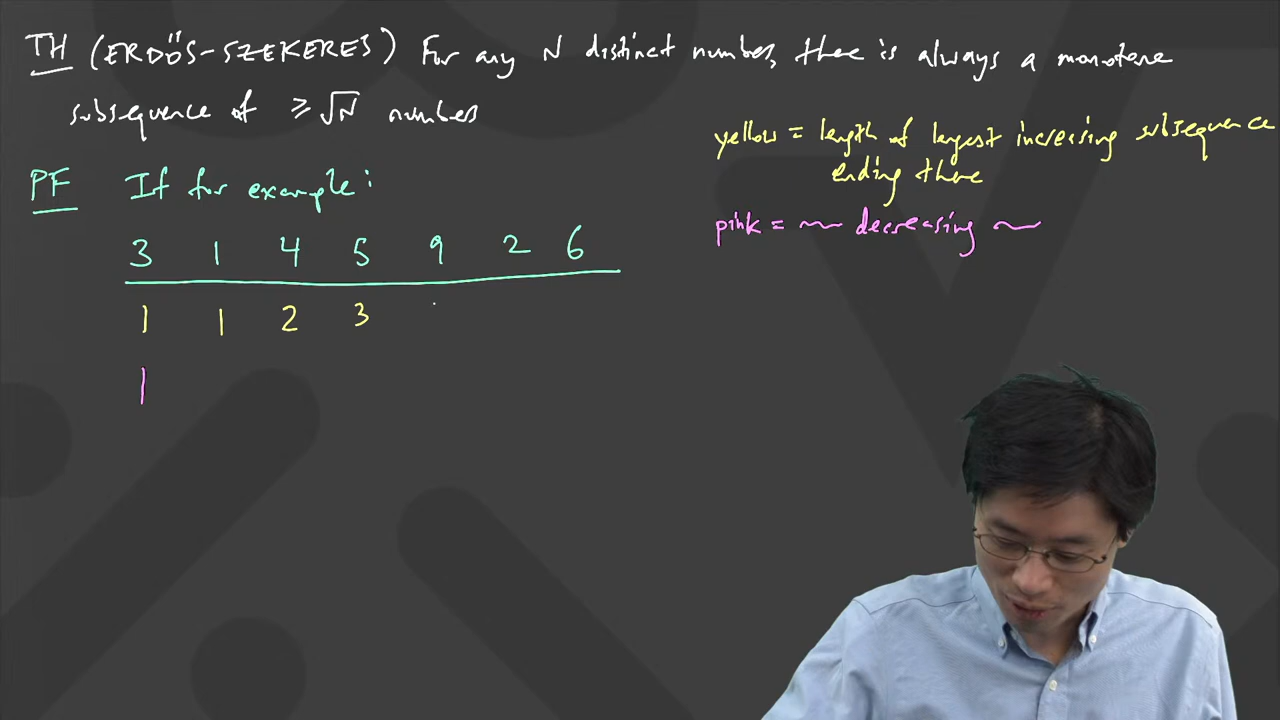 TH (ERDŐS-SZEKERES) For any N distinct number, there is always a monotone
subsequence of ≥ √N numbers
yellow = length of largest increasing subsequence
ending there
PF If for example:
pink = ~ decreasing ~
3 1 4 5 9 2 6
1 1 2 3
1